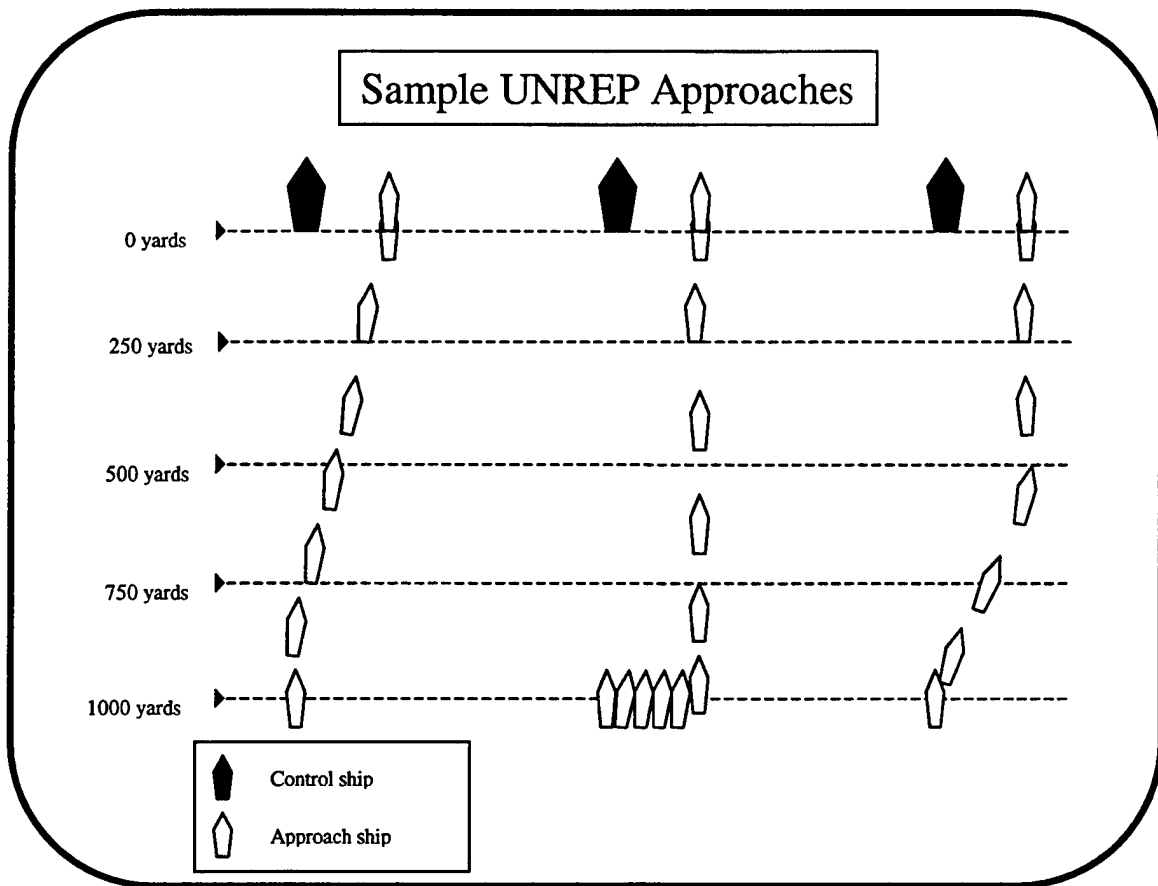 Sample UNREP Approaches
0 yards
250 yards
500 yards
750 yards
1000 yards
Control ship
Approach ship